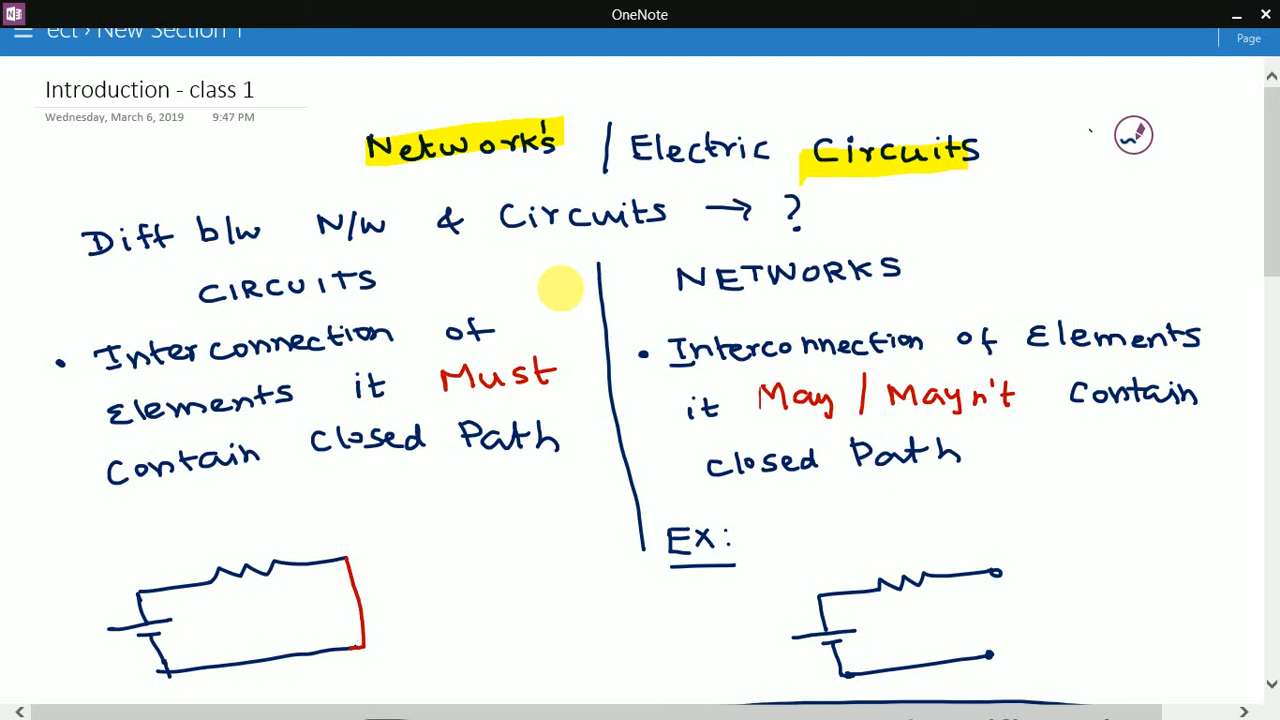 OneNote
ect › New Section 1
Page
Introduction - class 1
Wednesday, March 6, 2019 9:47 PM
Network's / Electric Circuits
Diff b/w N/w & Circuits → ?
CIRCUITS
• Interconnection of
Elements it Must
Contain Closed Path
NETWORKS
• Interconnection of Elements
it May / Mayn't Contain
Closed Path
EX: